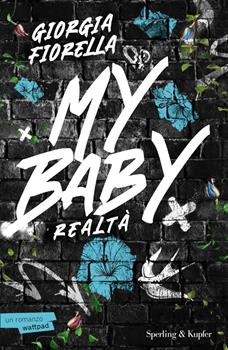 GIORGIA
FIORELLA
MY
BABY
REALTÀ
un romanzo
wattpad
Sperling & Kupfer